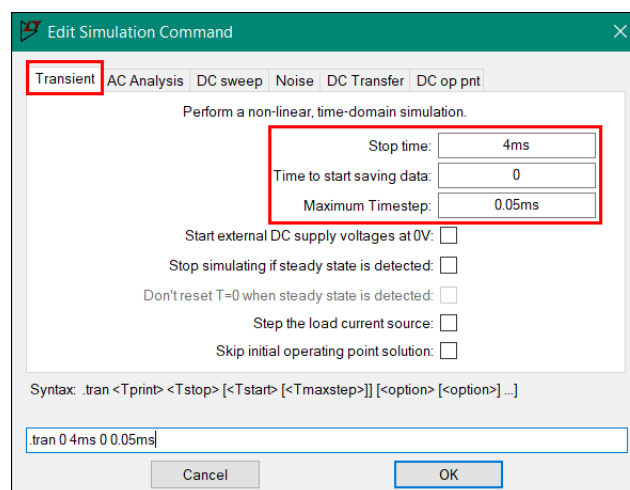 Edit Simulation Command
Transient AC Analysis DC sweep Noise DC Transfer DC op pnt
Perform a non-linear, time-domain simulation.
Stop time: 4ms
Time to start saving data: 0
Maximum Timestep: 0.05ms
Start external DC supply voltages at 0V:
Stop simulating if steady state is detected:
Don't reset T=0 when steady state is detected:
Step the load current source:
Skip initial operating point solution:
Syntax: .tran <Tprint> <Tstop> [<Tstart> [<Tmaxstep>]] [<option> [<option>] ...]
.tran 0 4ms 0 0.05ms
Cancel OK